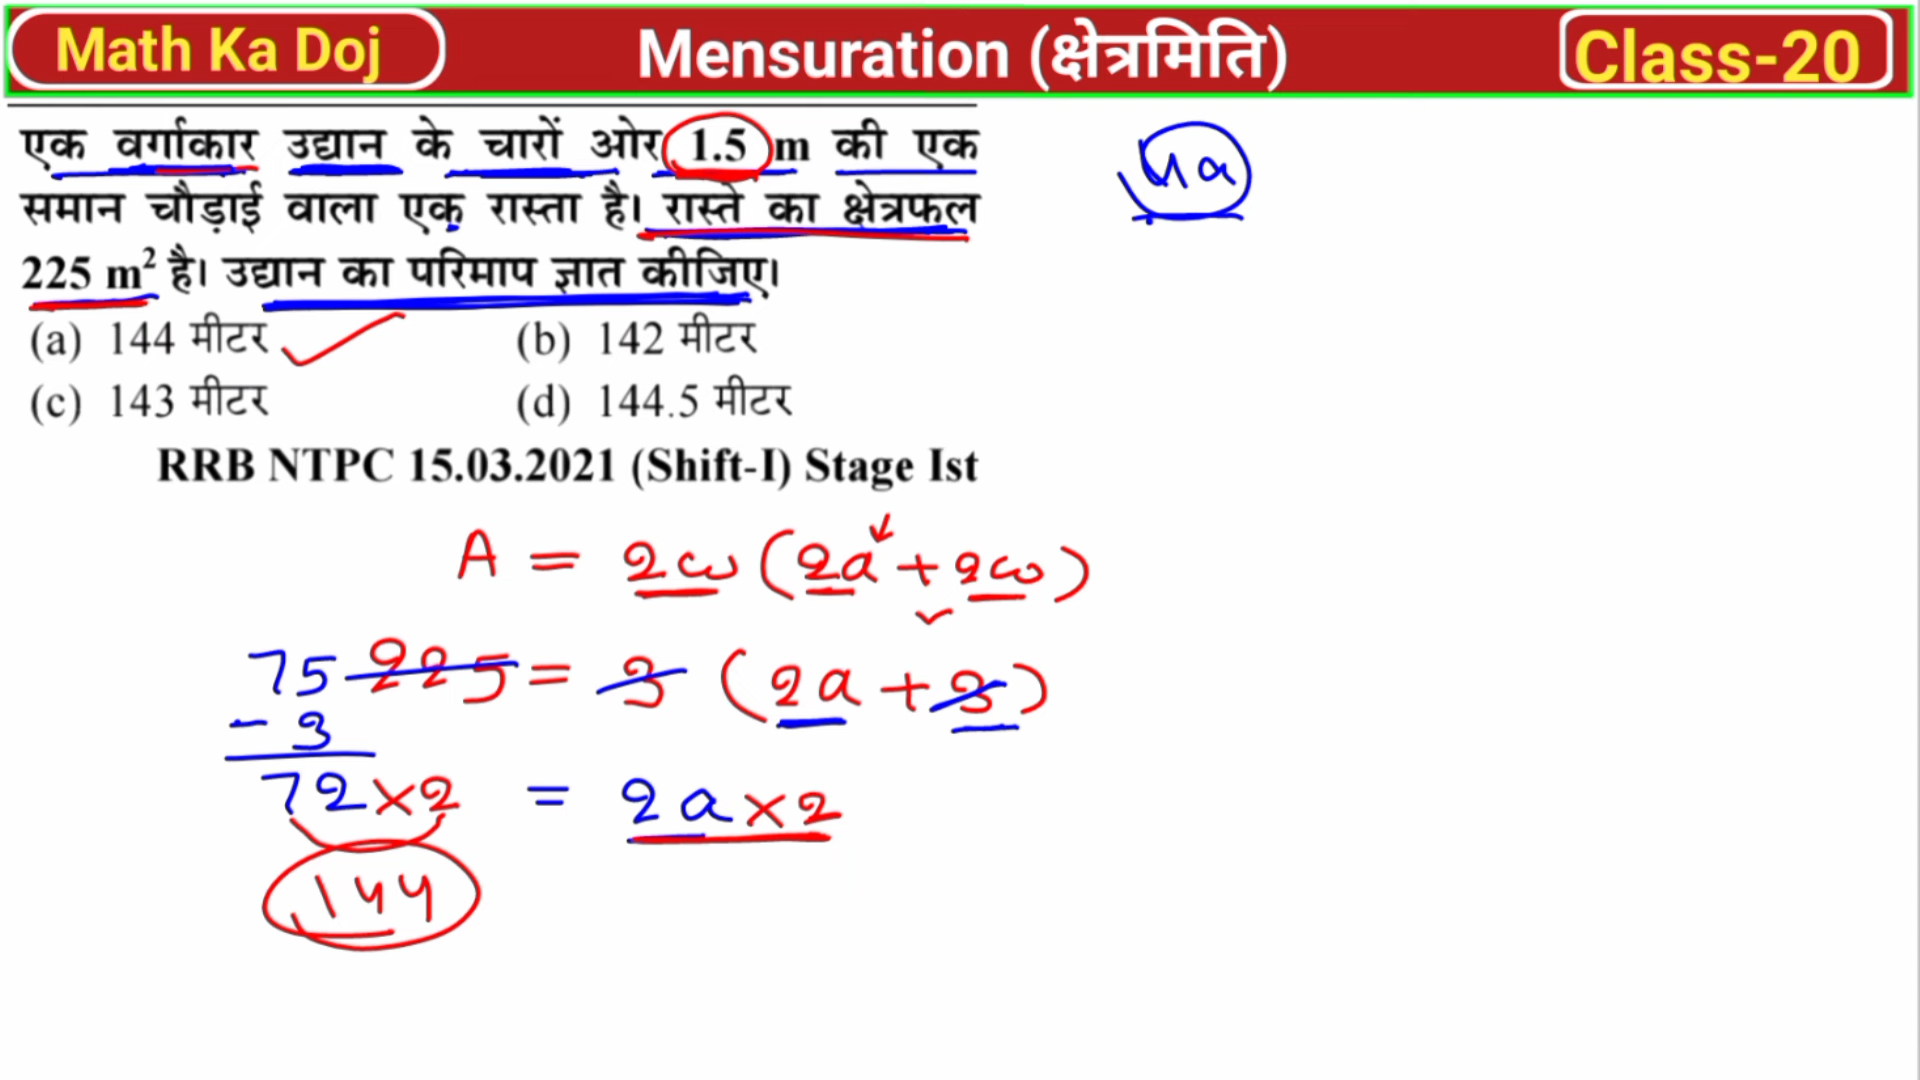 Math Ka Doj
Mensuration (क्षेत्रमिति)
Class-20
एक वर्गाकार उद्यान के चारों ओर 1.5 m की एक
समान चौड़ाई वाला एक रास्ता है। रास्ते का क्षेत्रफल
225 m² है। उद्यान का परिमाप ज्ञात कीजिए।
(a) 144 मीटर (b) 142 मीटर
(c) 143 मीटर (d) 144.5 मीटर
RRB NTPC 15.03.2021 (Shift-I) Stage Ist
4a
A = 2w (2a + 2w)
75 225 = 3 (2a + 3)
- 3
72 × 2 = 2a × 2
144